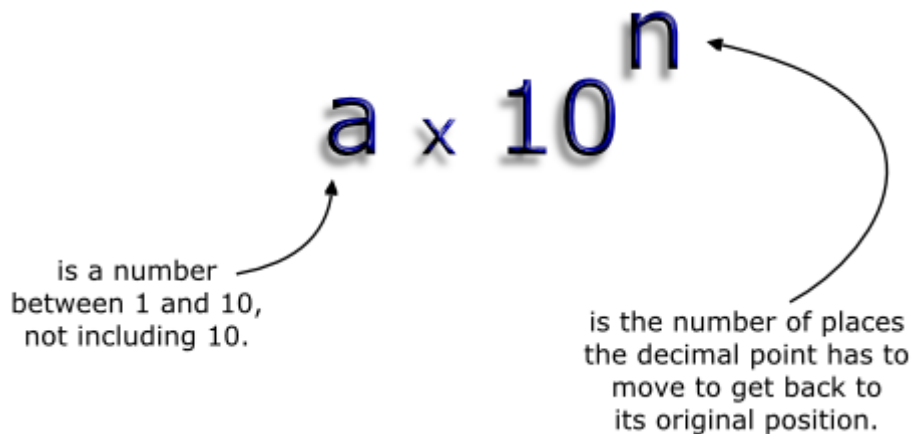 a x 10n
is a number
between 1 and 10,
not including 10.
is the number of places
the decimal point has to
move to get back to
its original position.